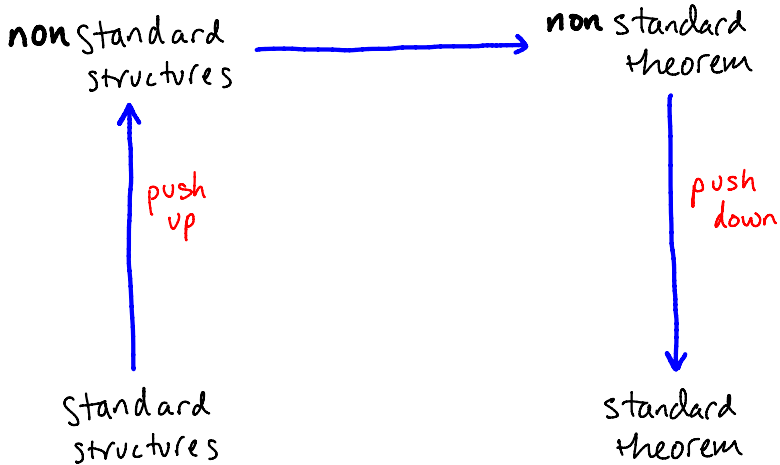 non standard
structures
non standard
theorem
push
up
push
down
standard
structures
standard
theorem